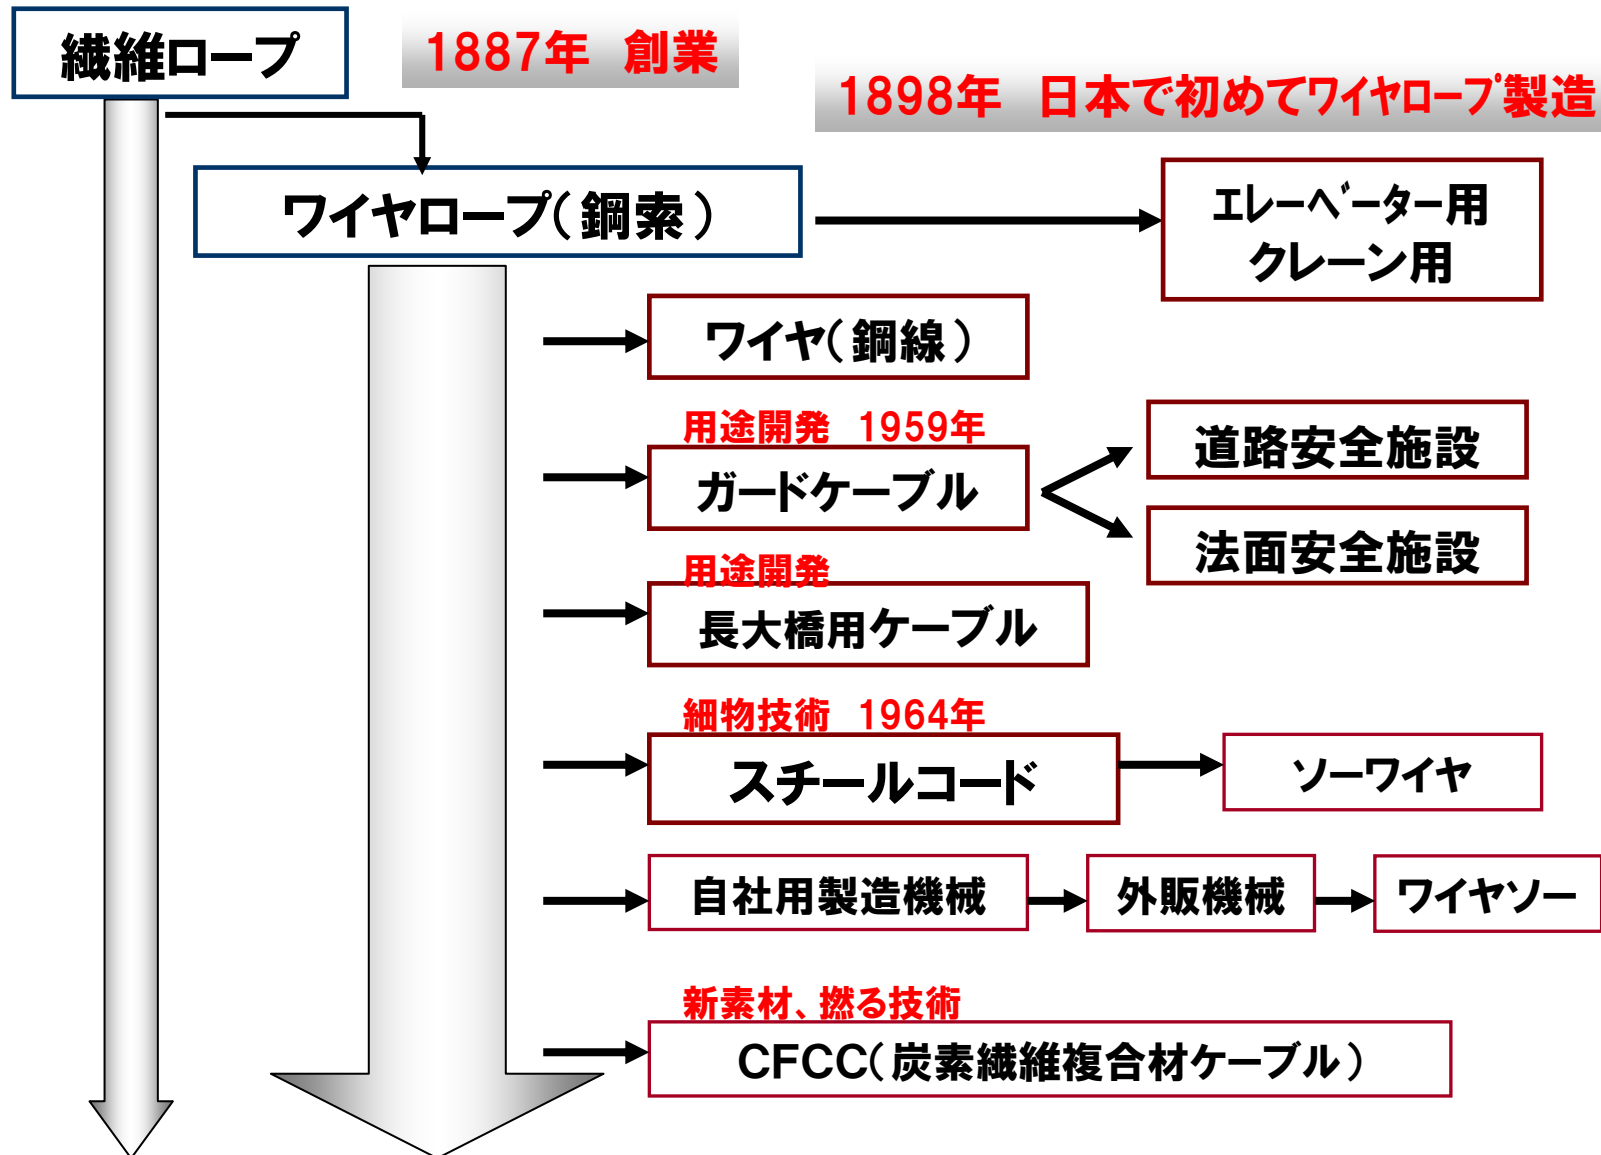 繊維ロープ
1887年　創業
1898年　日本で初めてワイヤロープ製造
ワイヤロープ（鋼索）
エレーベーター用
クレーン用
ワイヤ（鋼線）
用途開発　1959年
ガードケーブル
道路安全施設
法面安全施設
用途開発
長大橋用ケーブル
細物技術　1964年
スチールコード
ソーワイヤ
自社用製造機械
外販機械
ワイヤソー
新素材、撚る技術
CFCC（炭素繊維複合材ケーブル）